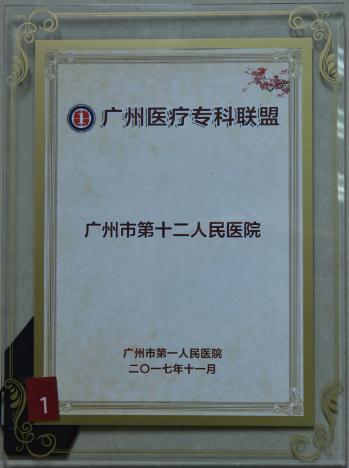 广州医疗专科联盟
广州市第十二人民医院
广州市第一人民医院
二〇一七年十一月
1